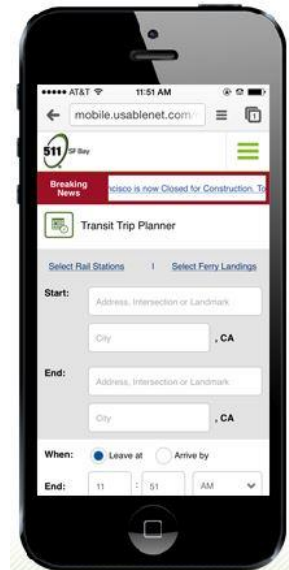 AT&T 11:51 AM
mobile.usablenet.com
1
511 SF Bay
Breaking News
ncisco is now Closed for Construction. To
Transit Trip Planner
Select Rail Stations | Select Ferry Landings
Start:
Address, Intersection or Landmark
City , CA
End:
Address, Intersection or Landmark
City , CA
When: Leave at Arrive by
End: 11 : 51 AM